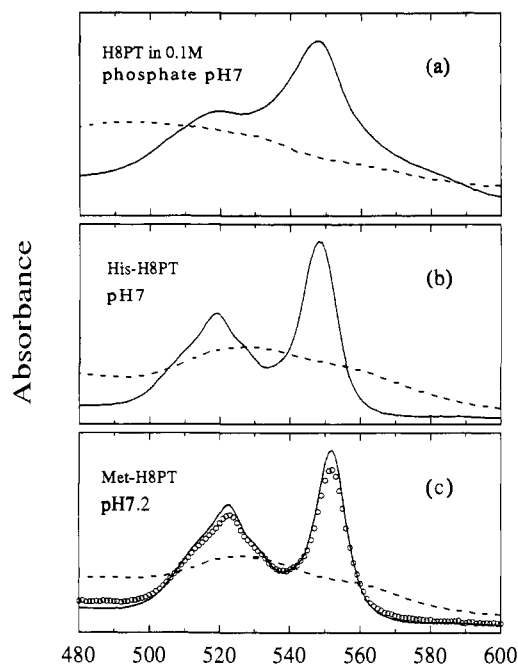 H8PT in 0.1M
phosphate pH7
(a)
His-H8PT
pH7
(b)
Absorbance
Met-H8PT
pH7.2
(c)
480 500 520 540 560 580 600